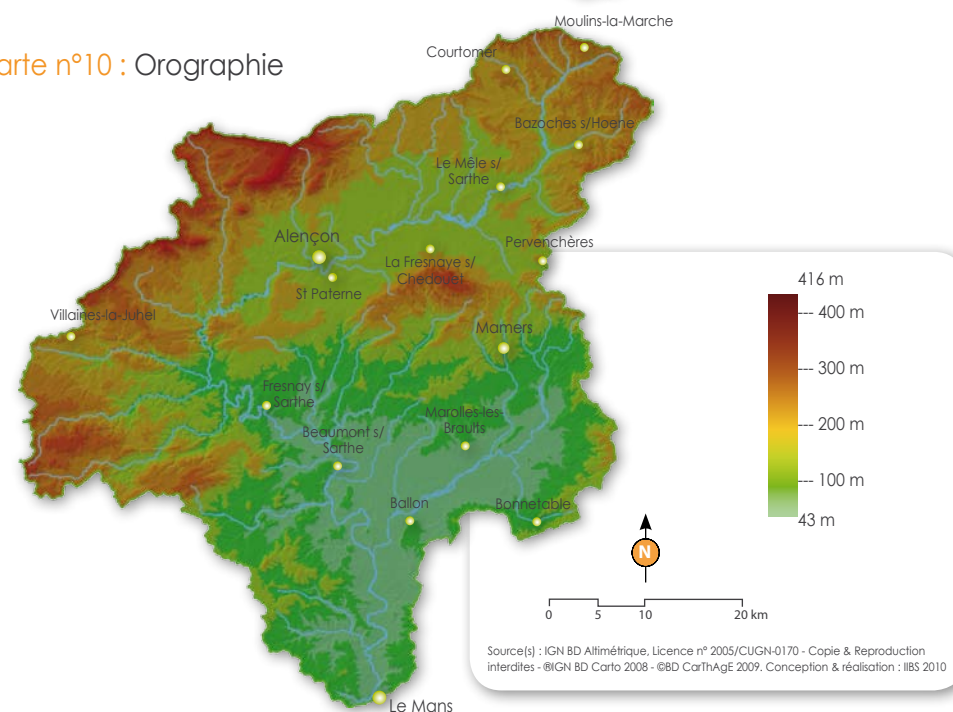 arte n°10 : Orographie
Moulins-la-Marche
Courtomer
Bazoches s/Hoene
Le Mêle s/
Sarthe
Alençon
Pervenchères
La Fresnaye s/
Chedouet
St Paterne
Villaines-la-Juhel
Mamers
Fresnay s/
Sarthe
Marolles-les-
Braults
Beaumont s/
Sarthe
Ballon
Bonnetable
Le Mans
416 m
--- 400 m
--- 300 m
--- 200 m
--- 100 m
43 m
N
0 5 10 20 km
Source(s) : IGN BD Altimétrique, Licence n° 2005/CUGN-0170 - Copie & Reproduction
interdites - ®IGN BD Carto 2008 - ©BD CarThAgE 2009. Conception & réalisation : IIBS 2010